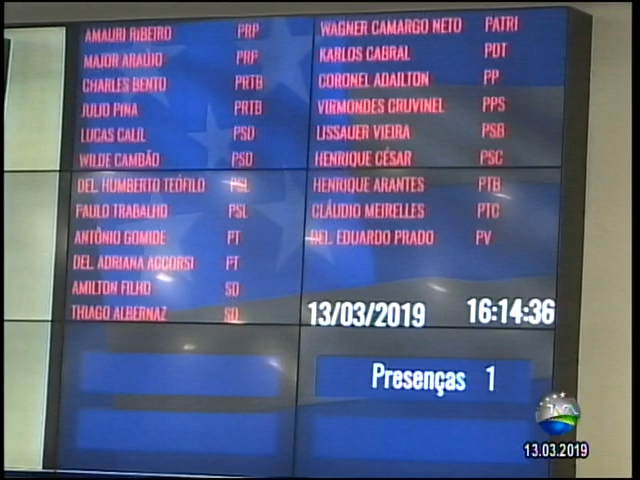 AMAURI RIBEIRO PRP
MAJOR ARAÚJO PRP
CHARLES BENTO PRTB
JULIO PINA PRTB
LUCAS CALIL PSD
WILDE CAMBÃO PSD
DEL. HUMBERTO TEÓFILO PSL
PAULO TRABALHO PSL
ANTÔNIO GOMIDE PT
DEL. ADRIANA ACCORSI PT
AMILTON FILHO SD
THIAGO ALBERNAZ SD
WAGNER CAMARGO NETO PATRI
KARLOS CABRAL PDT
CORONEL ADAILTON PP
VIRMONDES CRUVINEL PPS
LISSAUER VIEIRA PSB
HENRIQUE CÉSAR PSC
HENRIQUE ARANTES PTB
CLÁUDIO MEIRELLES PTC
DEL. EDUARDO PRADO PV
13/03/2019 16:14:36
Presenças 1
13.03.2019